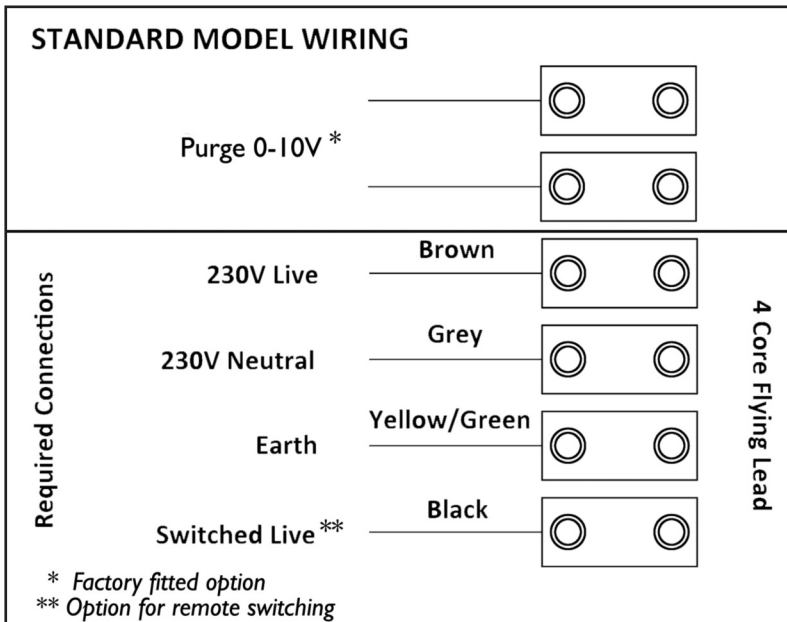 STANDARD MODEL WIRING
Purge 0-10V *
Required Connections
230V Live
Brown
230V Neutral
Grey
Earth
Yellow/Green
Switched Live **
Black
4 Core Flying Lead
* Factory fitted option
** Option for remote switching